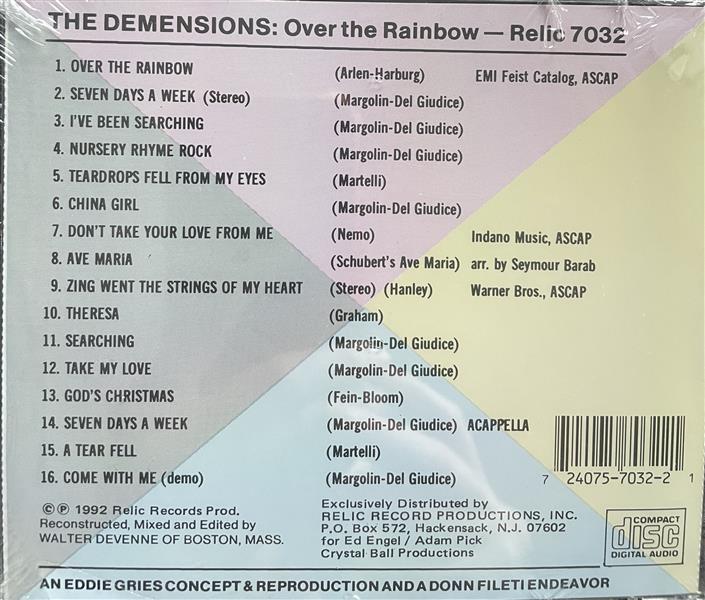 THE DEMENSIONS: Over the Rainbow — Relic 7032
1. OVER THE RAINBOW (Arlen-Harburg) EMI Feist Catalog, ASCAP
2. SEVEN DAYS A WEEK (Stereo) (Margolin-Del Giudice)
3. I'VE BEEN SEARCHING (Margolin-Del Giudice)
4. NURSERY RHYME ROCK (Margolin-Del Giudice)
5. TEARDROPS FELL FROM MY EYES (Martelli)
6. CHINA GIRL (Margolin-Del Giudice)
7. DON'T TAKE YOUR LOVE FROM ME (Nemo) Indano Music, ASCAP
8. AVE MARIA (Schubert's Ave Maria) arr. by Seymour Barab
9. ZING WENT THE STRINGS OF MY HEART (Stereo) (Hanley) Warner Bros., ASCAP
10. THERESA (Graham)
11. SEARCHING (Margolin-Del Giudice)
12. TAKE MY LOVE (Margolin-Del Giudice)
13. GOD'S CHRISTMAS (Fein-Bloom)
14. SEVEN DAYS A WEEK (Margolin-Del Giudice) ACAPPELLA
15. A TEAR FELL (Martelli)
16. COME WITH ME (demo) (Margolin-Del Giudice)
7 24075-7032-2 1
© ℗ 1992 Relic Records Prod.
Reconstructed, Mixed and Edited by
WALTER DEVENNE OF BOSTON, MASS.
Exclusively Distributed by
RELIC RECORD PRODUCTIONS, INC.
P.O. Box 572, Hackensack, N.J. 07602
for Ed Engel / Adam Pick
Crystal Ball Productions
COMPACT
disc
DIGITAL AUDIO
AN EDDIE GRIES CONCEPT & REPRODUCTION AND A DONN FILETI ENDEAVOR